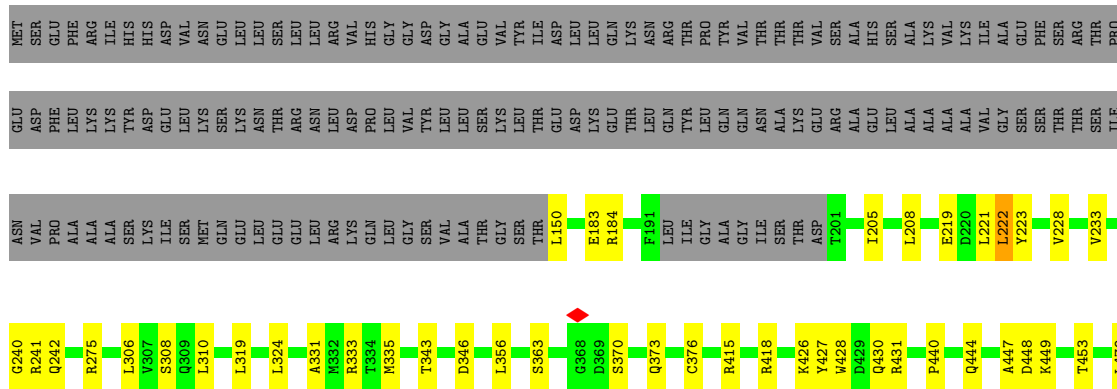 MET SER GLU PHE ARG ILE HIS HIS ASP VAL ASN GLU LEU LEU SER LEU LEU ARG VAL HIS GLY GLY ASP GLY ALA GLU VAL TYR ILE ASP LEU LEU GLN LYS ASN ARG THR PRO TYR VAL THR THR THR VAL SER ALA HIS SER ALA LYS VAL LYS ILE ALA GLU PHE SER ARG THR PRO
GLU ASP PHE LEU LYS LYS TYR ASP GLU LEU LYS SER LYS ASN THR ARG ASN LEU ASP PRO LEU VAL TYR LEU LEU SER LYS LEU THR GLU ASP LYS GLU THR LEU GLN TYR LEU GLN GLN ASN ALA LYS GLU ARG ALA GLU LEU ALA ALA ALA ALA VAL GLY SER SER THR THR SER ILE
ASN VAL PRO ALA ALA ALA SER LYS ILE SER MET GLN GLU LEU GLU GLU LEU ARG LYS GLN LEU GLY SER VAL ALA THR GLY SER THR L150 E183 R184 F191 LEU ILE GLY ALA GLY ILE SER THR ASP T201 I205 L208 E219 D220 L221 L222 Y223 V228 V233
G240 R241 Q242 R275 L306 V307 S308 Q309 L310 L319 L324 A331 M332 R333 T334 M335 T343 D346 L356 S363 G368 D369 S370 Q373 C376 R415 R418 K426 Y427 W428 D429 Q430 R431 P440 Q444 A447 D448 K449 T453